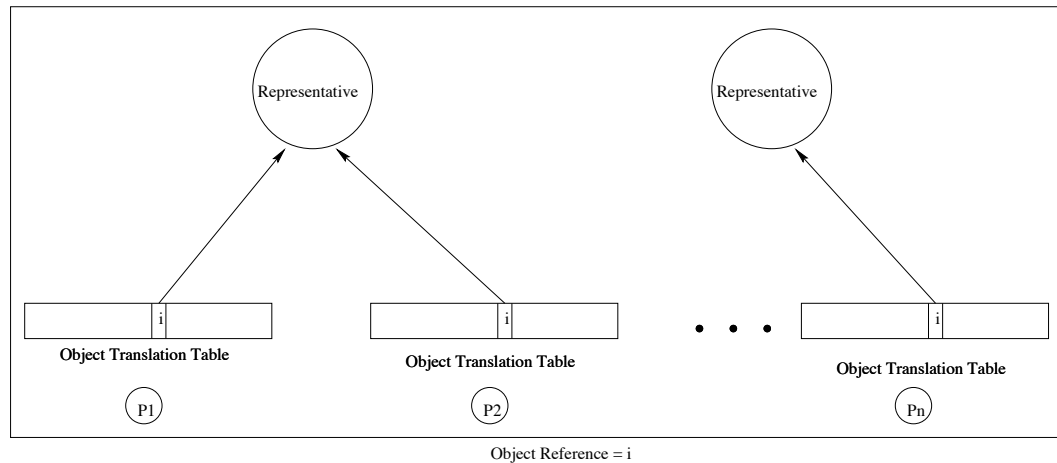 Representative
Representative
i
i
i
Object Translation Table
Object Translation Table
Object Translation Table
P1
P2
Pn
Object Reference = i